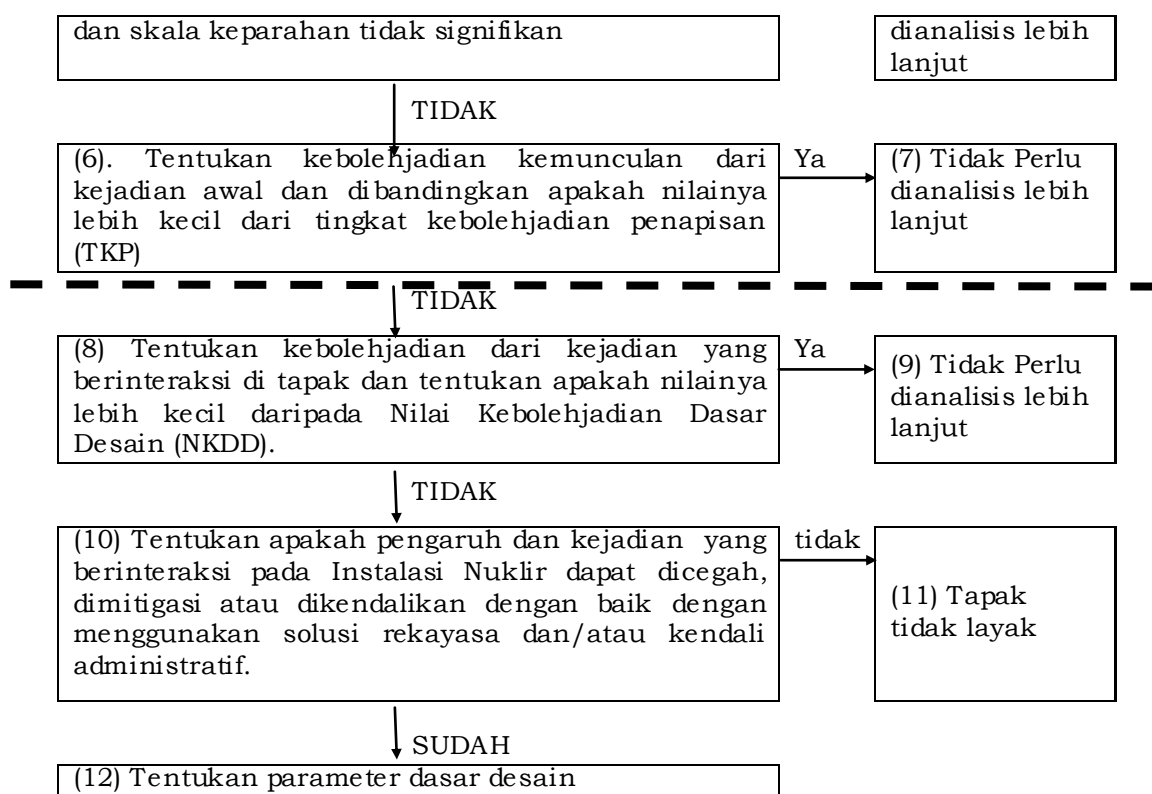 dan skala keparahan tidak signifikan
dianalisis lebih
lanjut
TIDAK
(6). Tentukan kebolehjadian kemunculan dari
kejadian awal dan dibandingkan apakah nilainya
lebih kecil dari tingkat kebolehjadian penapisan
(TKP)
Ya
(7) Tidak Perlu
dianalisis lebih
lanjut
TIDAK
(8) Tentukan kebolehjadian dari kejadian yang
berinteraksi di tapak dan tentukan apakah nilainya
lebih kecil daripada Nilai Kebolehjadian Dasar
Desain (NKDD).
Ya
(9) Tidak Perlu
dianalisis lebih
lanjut
TIDAK
(10) Tentukan apakah pengaruh dan kejadian yang
berinteraksi pada Instalasi Nuklir dapat dicegah,
dimitigasi atau dikendalikan dengan baik dengan
menggunakan solusi rekayasa dan/atau kendali
administratif.
tidak
(11) Tapak
tidak layak
SUDAH
(12) Tentukan parameter dasar desain